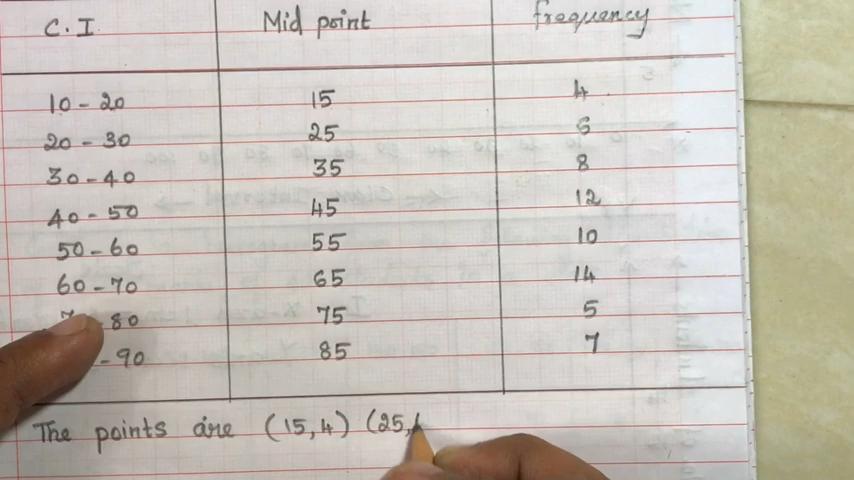 C.I. Mid point frequency
10-20 15 4
20-30 25 6
30-40 35 8
40-50 45 12
50-60 55 10
60-70 65 14
80 75 5
-90 85 7
The points are (15,4) (25,